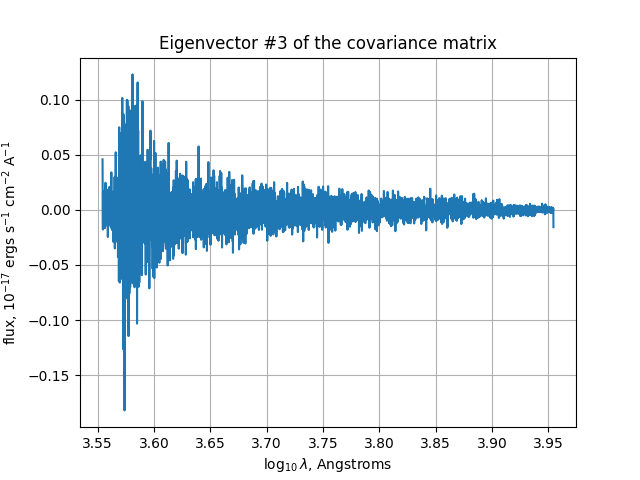 Eigenvector #3 of the covariance matrix
0.10
0.05
0.00
−0.05
−0.10
−0.15
flux, 10⁻¹⁷ ergs s⁻¹ cm⁻² A⁻¹
3.55 3.60 3.65 3.70 3.75 3.80 3.85 3.90 3.95
log₁₀ λ, Angstroms